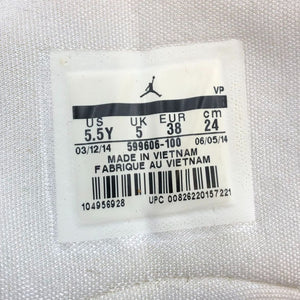 VP
US UK EUR cm
5.5Y 5 38 24
03/12/14 599606-100 06/05/14
MADE IN VIETNAM
FABRIQUE AU VIETNAM
104956928 UPC 00826220157221